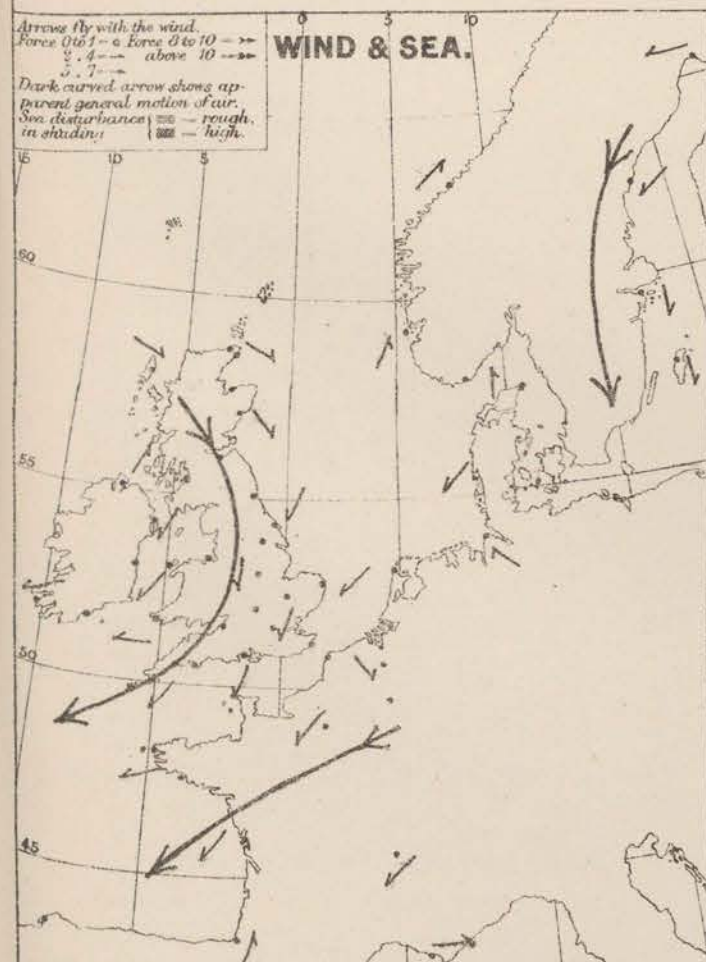 Arrows fly with the wind.
Force 0 to 1 – o Force 8 to 10 –
2 . 4 – above 10 –
5 . 7 –
Dark curved arrow shows ap-
parent general motion of air.
Sea disturbance – rough,
in shading – high.
WIND & SEA.
15 10 5 0 5 10
60
55
50
45